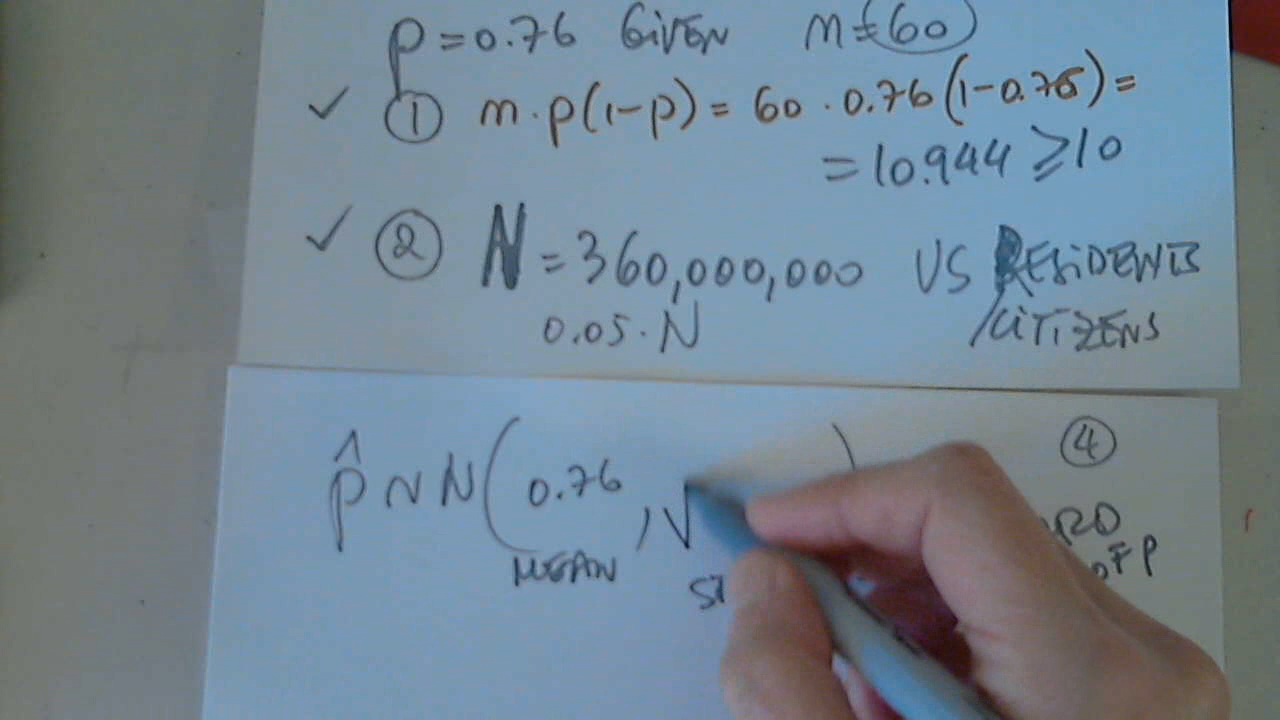 p = 0.76 GIVEN n = 60
✓ ① n · p(1-p) = 60 · 0.76 (1-0.76) =
= 10.944 ≥ 10
✓ ② N = 360,000,000 US RESIDENTS
/CITIZENS
0.05 · N
④
p̂ ~ N( 0.76 , √ )
MEAN